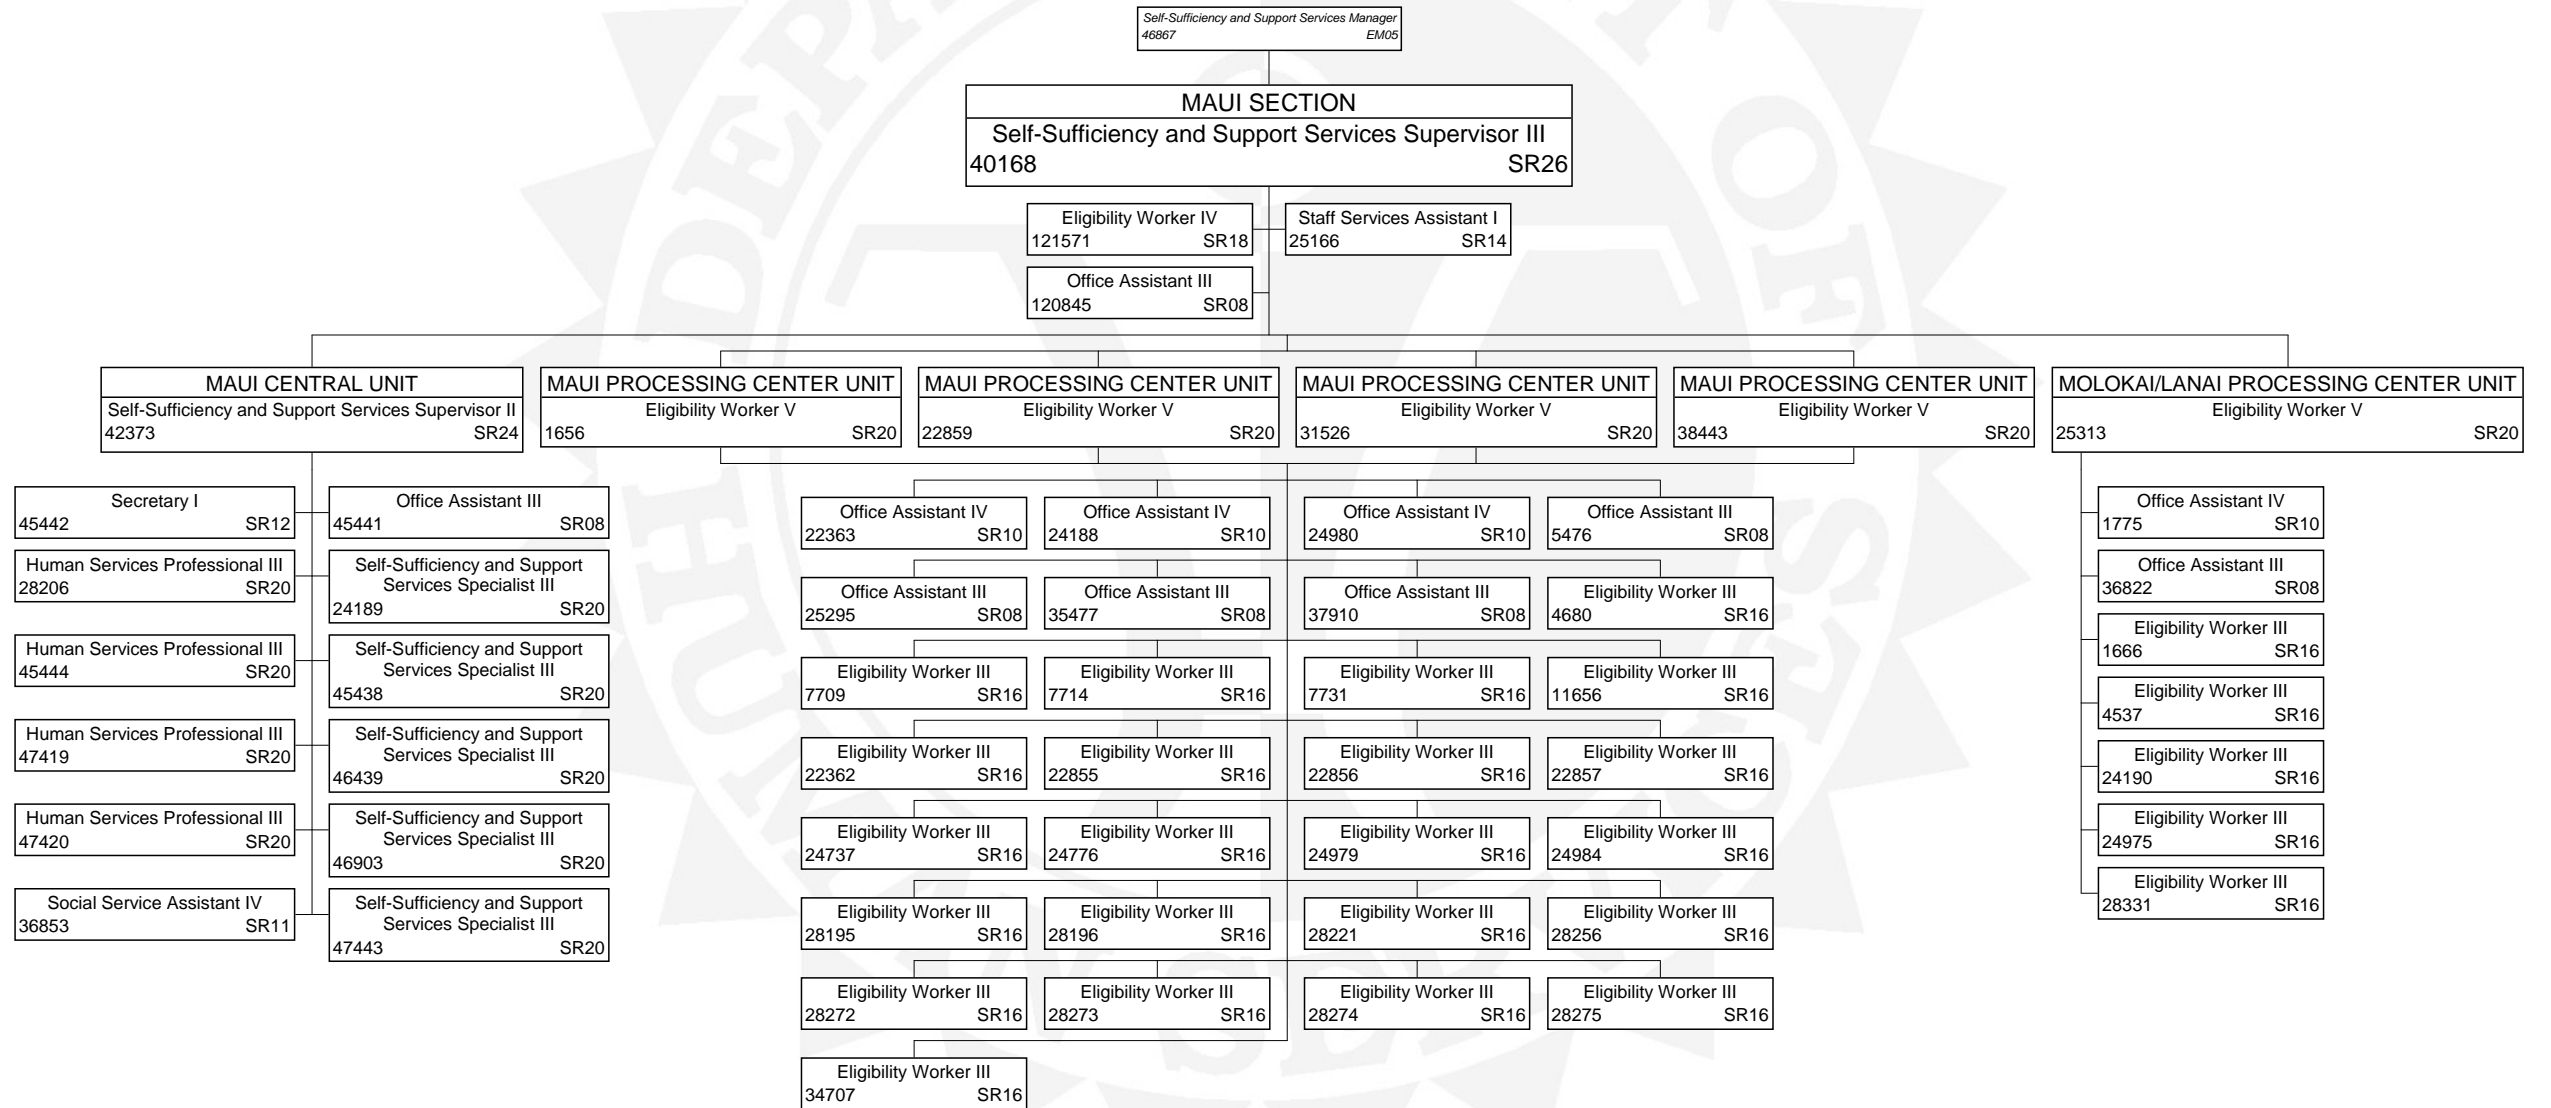 Self-Sufficiency and Support Services Manager
46867 EM05
MAUI SECTION
Self-Sufficiency and Support Services Supervisor III
40168 SR26
Eligibility Worker IV
121571 SR18
Staff Services Assistant I
25166 SR14
Office Assistant III
120845 SR08
MAUI CENTRAL UNIT
Self-Sufficiency and Support Services Supervisor II
42373 SR24
MAUI PROCESSING CENTER UNIT
Eligibility Worker V
1656 SR20
MAUI PROCESSING CENTER UNIT
Eligibility Worker V
22859 SR20
MAUI PROCESSING CENTER UNIT
Eligibility Worker V
31526 SR20
MAUI PROCESSING CENTER UNIT
Eligibility Worker V
38443 SR20
MOLOKAI/LANAI PROCESSING CENTER UNIT
Eligibility Worker V
25313 SR20
Secretary I
45442 SR12
Office Assistant III
45441 SR08
Human Services Professional III
28206 SR20
Self-Sufficiency and Support
Services Specialist III
24189 SR20
Human Services Professional III
45444 SR20
Self-Sufficiency and Support
Services Specialist III
45438 SR20
Human Services Professional III
47419 SR20
Self-Sufficiency and Support
Services Specialist III
46439 SR20
Human Services Professional III
47420 SR20
Self-Sufficiency and Support
Services Specialist III
46903 SR20
Social Service Assistant IV
36853 SR11
Self-Sufficiency and Support
Services Specialist III
47443 SR20
Office Assistant IV
22363 SR10
Office Assistant IV
24188 SR10
Office Assistant IV
24980 SR10
Office Assistant III
5476 SR08
Office Assistant III
25295 SR08
Office Assistant III
35477 SR08
Office Assistant III
37910 SR08
Eligibility Worker III
4680 SR16
Eligibility Worker III
7709 SR16
Eligibility Worker III
7714 SR16
Eligibility Worker III
7731 SR16
Eligibility Worker III
11656 SR16
Eligibility Worker III
22362 SR16
Eligibility Worker III
22855 SR16
Eligibility Worker III
22856 SR16
Eligibility Worker III
22857 SR16
Eligibility Worker III
24737 SR16
Eligibility Worker III
24776 SR16
Eligibility Worker III
24979 SR16
Eligibility Worker III
24984 SR16
Eligibility Worker III
28195 SR16
Eligibility Worker III
28196 SR16
Eligibility Worker III
28221 SR16
Eligibility Worker III
28256 SR16
Eligibility Worker III
28272 SR16
Eligibility Worker III
28273 SR16
Eligibility Worker III
28274 SR16
Eligibility Worker III
28275 SR16
Eligibility Worker III
34707 SR16
Office Assistant IV
1775 SR10
Office Assistant III
36822 SR08
Eligibility Worker III
1666 SR16
Eligibility Worker III
4537 SR16
Eligibility Worker III
24190 SR16
Eligibility Worker III
24975 SR16
Eligibility Worker III
28331 SR16